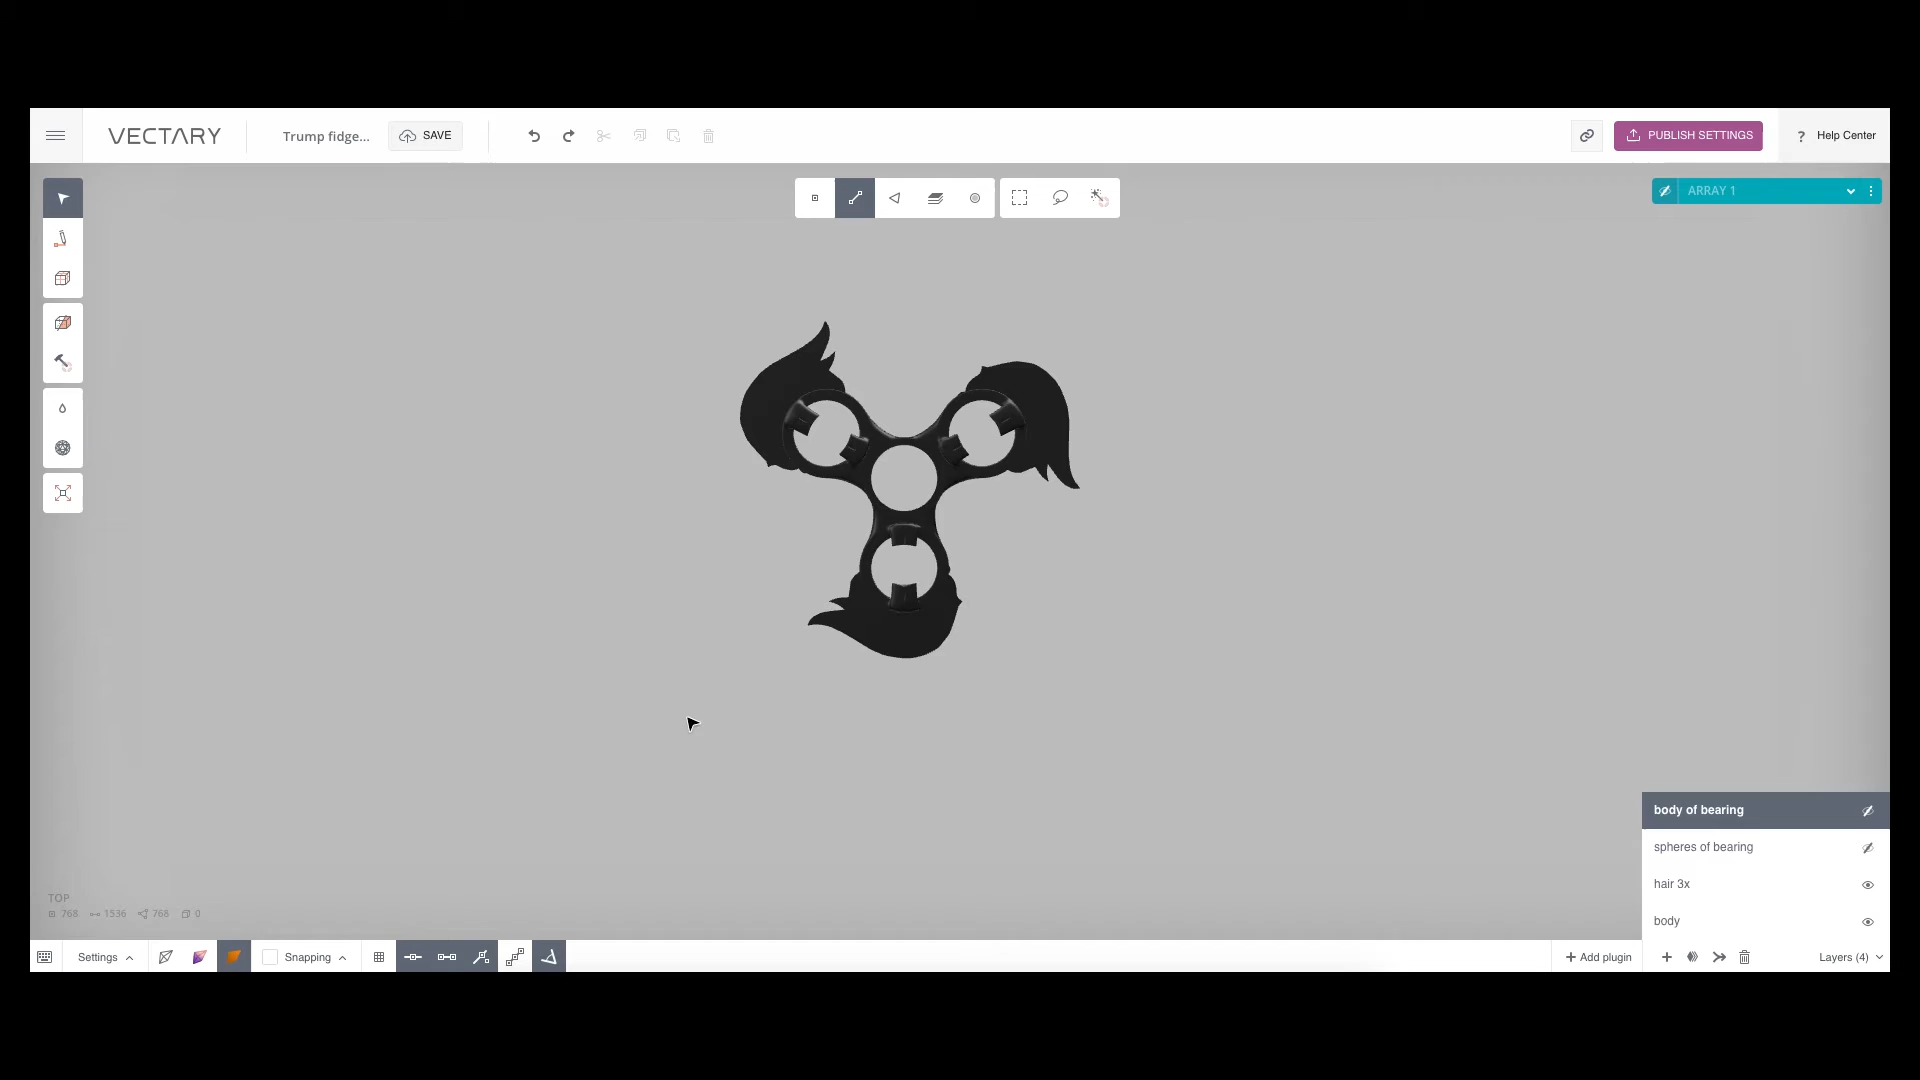 VECTARY
Trump fidge...
SAVE
PUBLISH SETTINGS
? Help Center
ARRAY 1
body of bearing
spheres of bearing
hair 3x
body
TOP
768 1536 768 0
Settings
Snapping
+ Add plugin
Layers (4)